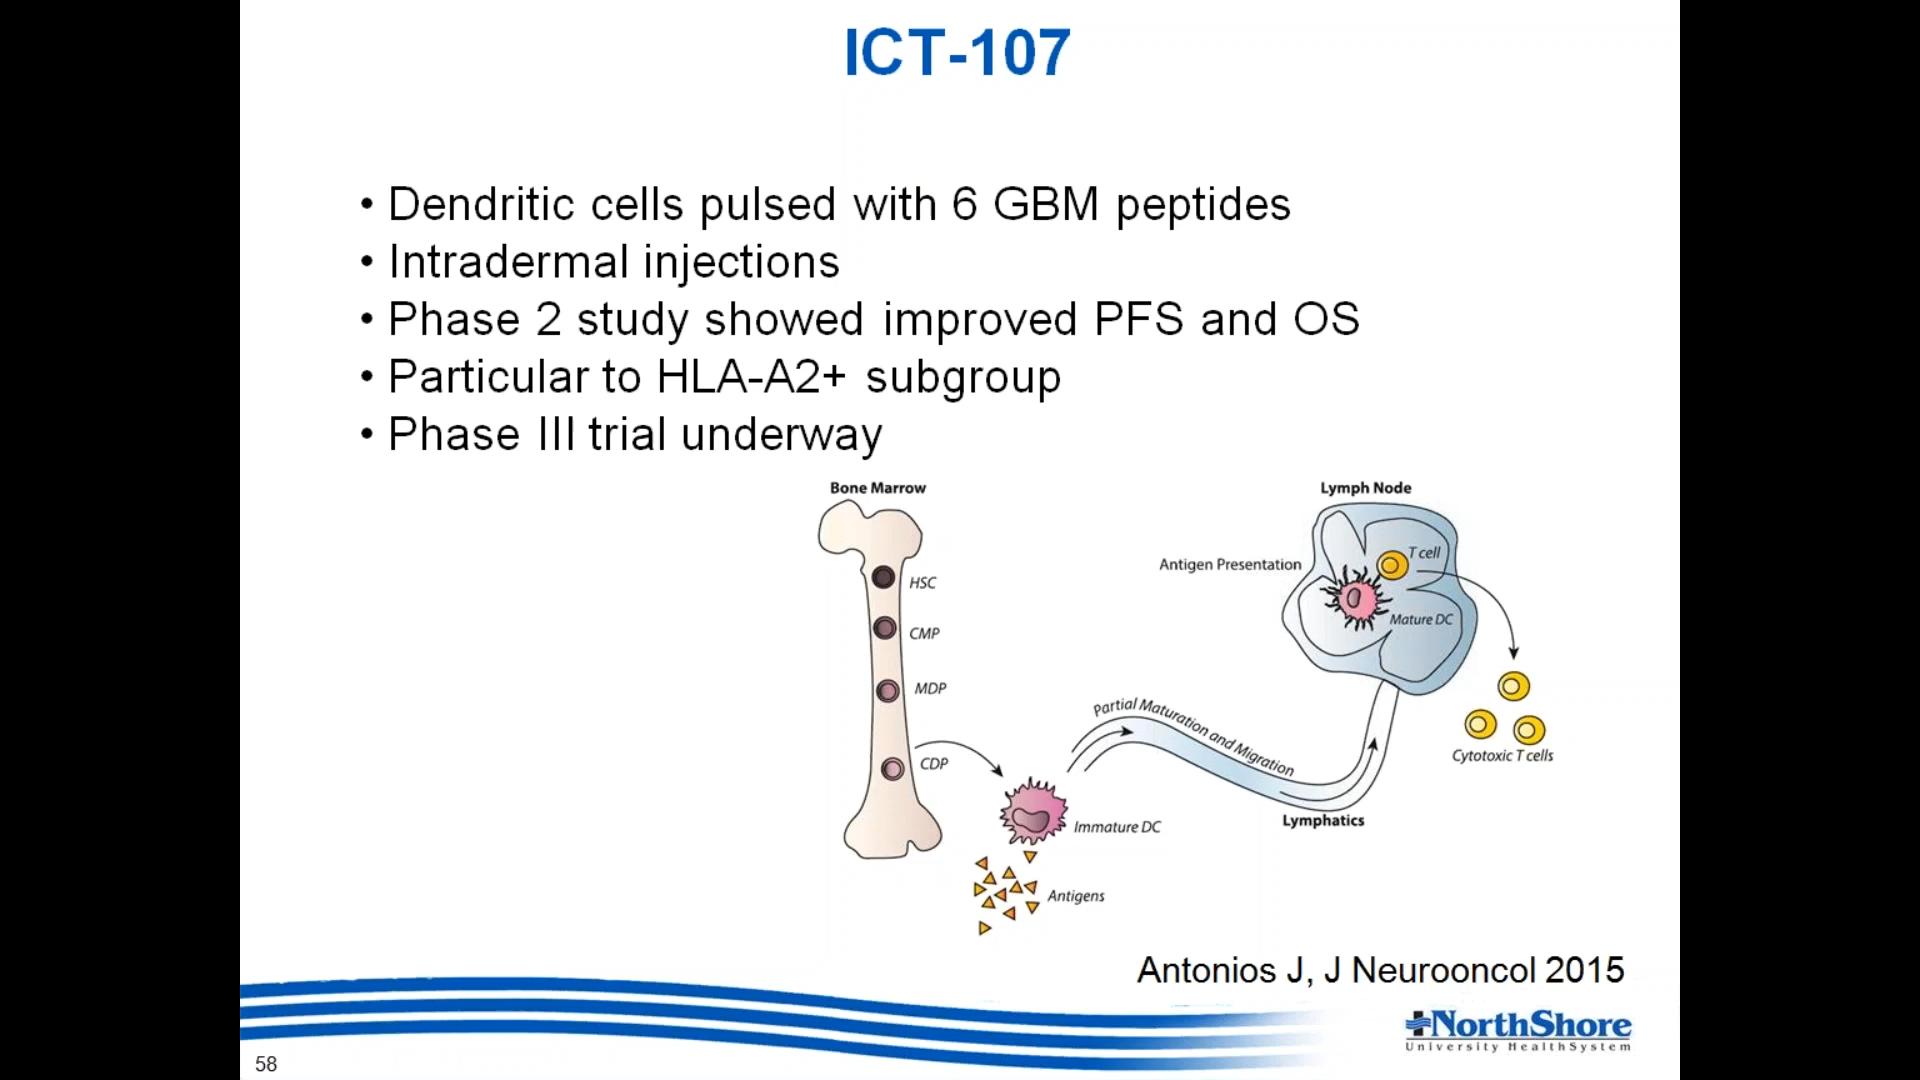 ICT-107
• Dendritic cells pulsed with 6 GBM peptides
• Intradermal injections
• Phase 2 study showed improved PFS and OS
• Particular to HLA-A2+ subgroup
• Phase III trial underway
Bone Marrow
HSC
CMP
MDP
CDP
Immature DC
Antigens
Partial Maturation and Migration
Lymphatics
Lymph Node
Antigen Presentation
T cell
Mature DC
Cytotoxic T cells
Antonios J, J Neurooncol 2015
NorthShore
University HealthSystem
58